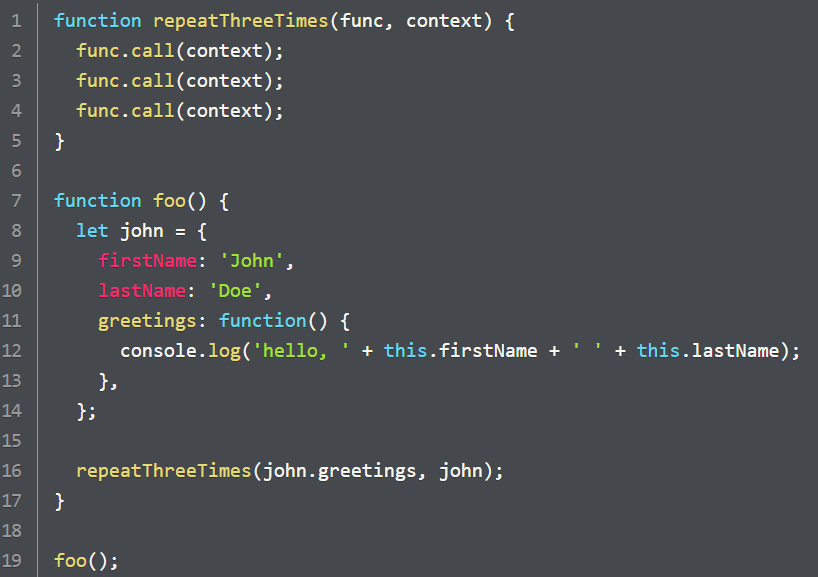 1 function repeatThreeTimes(func, context) {
2   func.call(context);
3   func.call(context);
4   func.call(context);
5 }
6
7 function foo() {
8   let john = {
9     firstName: 'John',
10     lastName: 'Doe',
11     greetings: function() {
12       console.log('hello, ' + this.firstName + ' ' + this.lastName);
13     },
14   };
15
16   repeatThreeTimes(john.greetings, john);
17 }
18
19 foo();